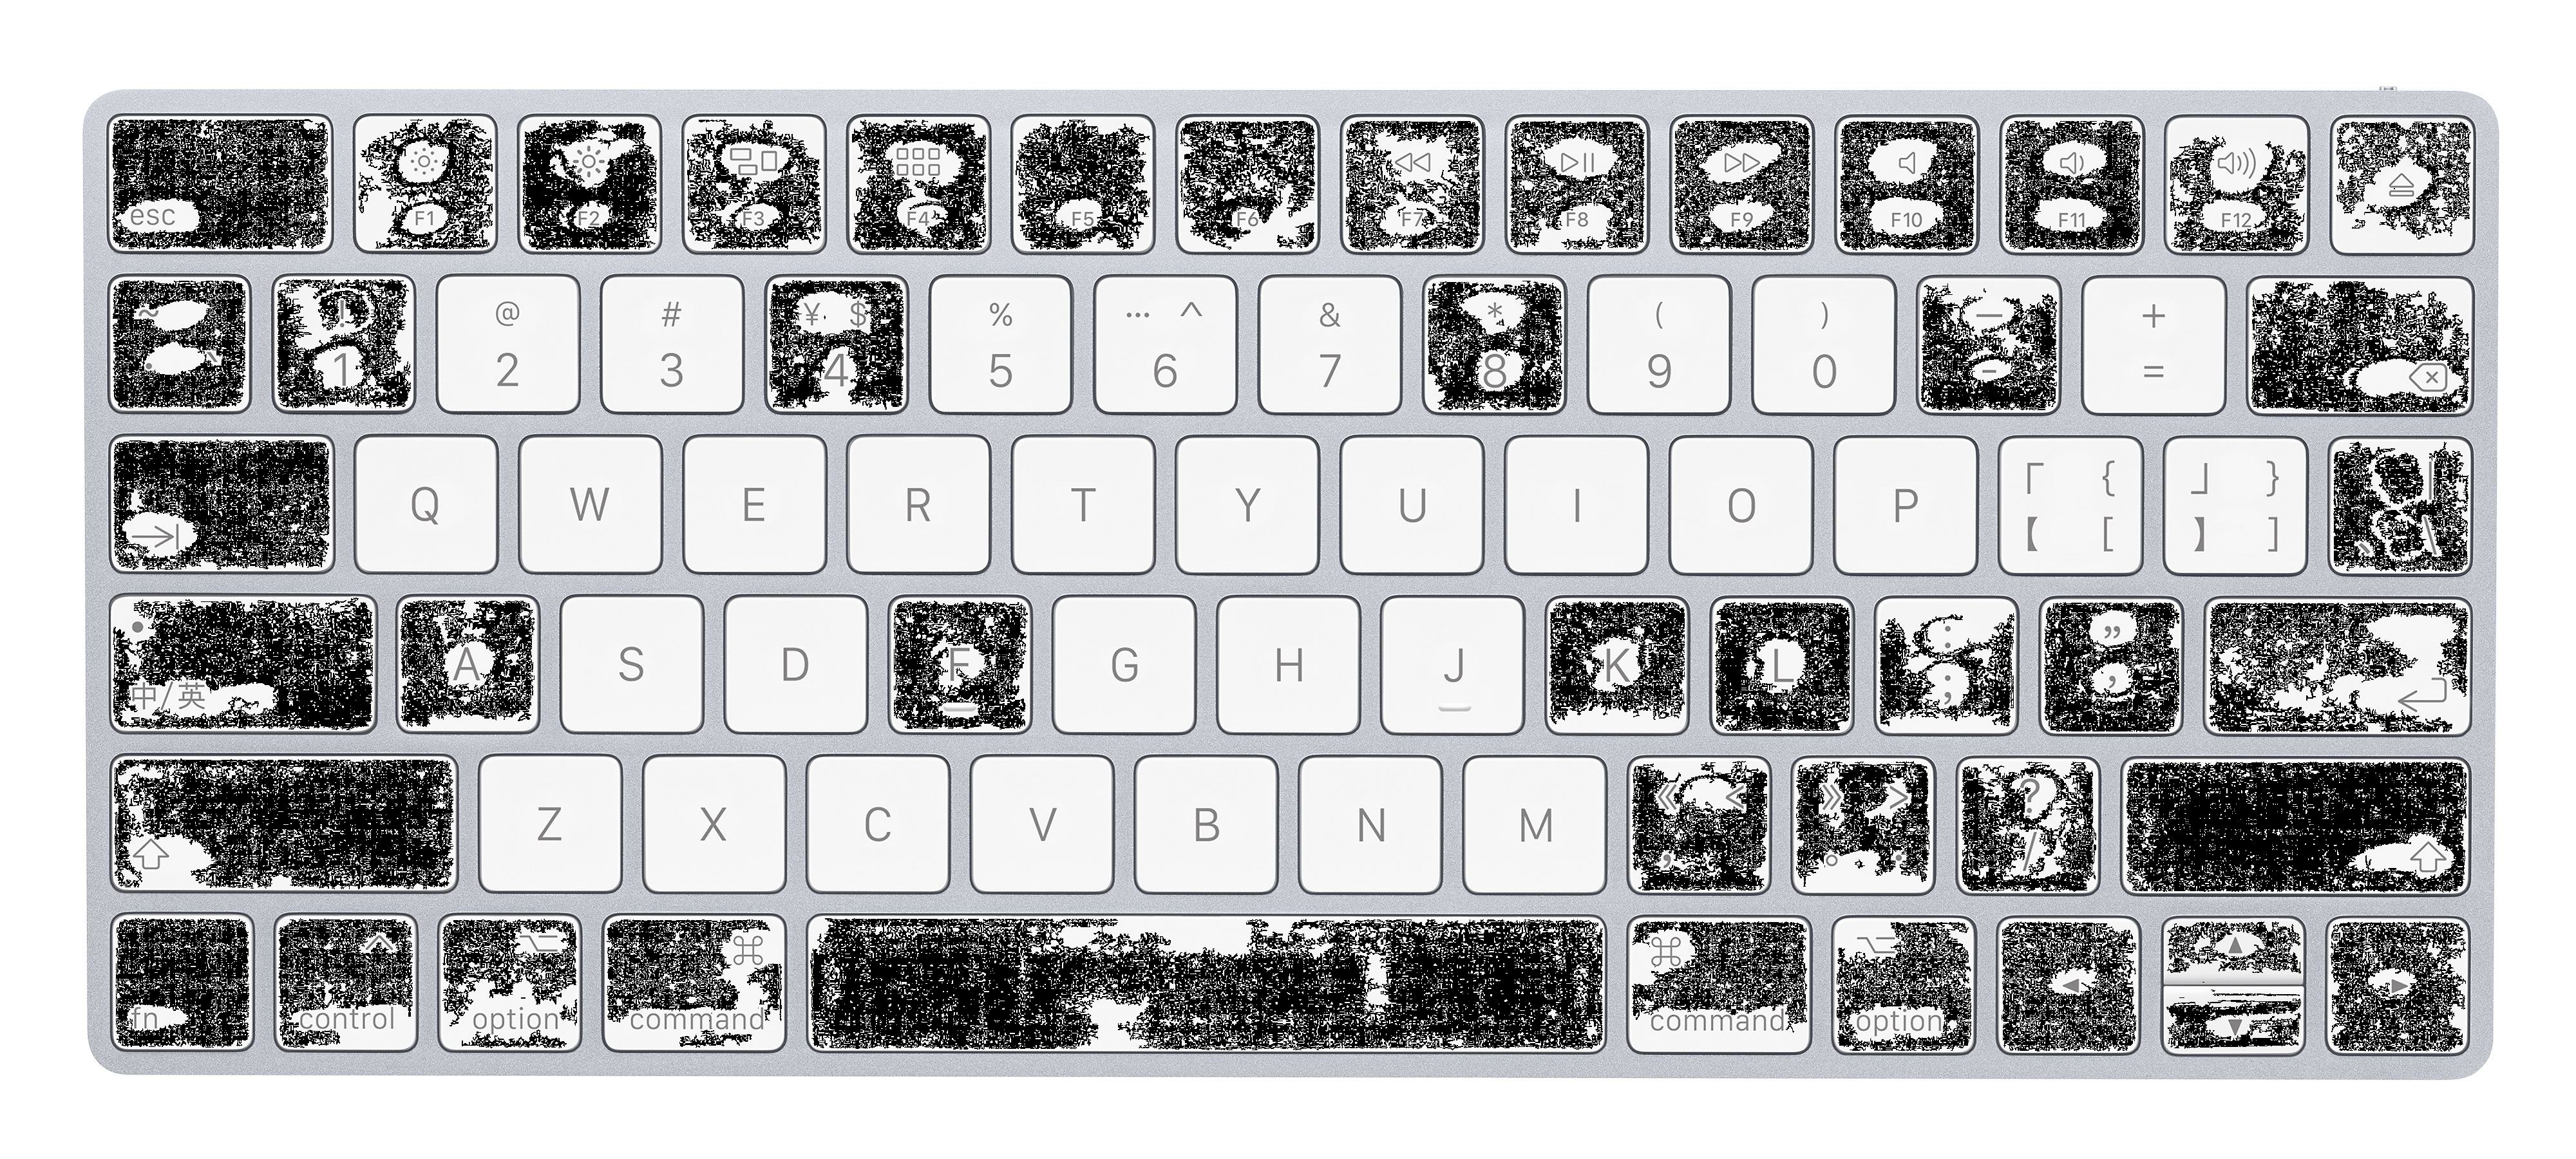 esc F1 F2 F3 F4 F5 F6 F7 F8 F9 F10 F11 F12
~ ! @ # ¥ $ % … ^ & * ( ) — +
· ` 1 2 3 4 5 6 7 8 9 0 - =
Q W E R T Y U I O P 「 { 」 } |
【 [ 】 ] 、 \
中/英 A S D F G H J K L : ; ” ’
Z X C V B N M 《 < , 》 > 。 . ? /
fn control option command command option